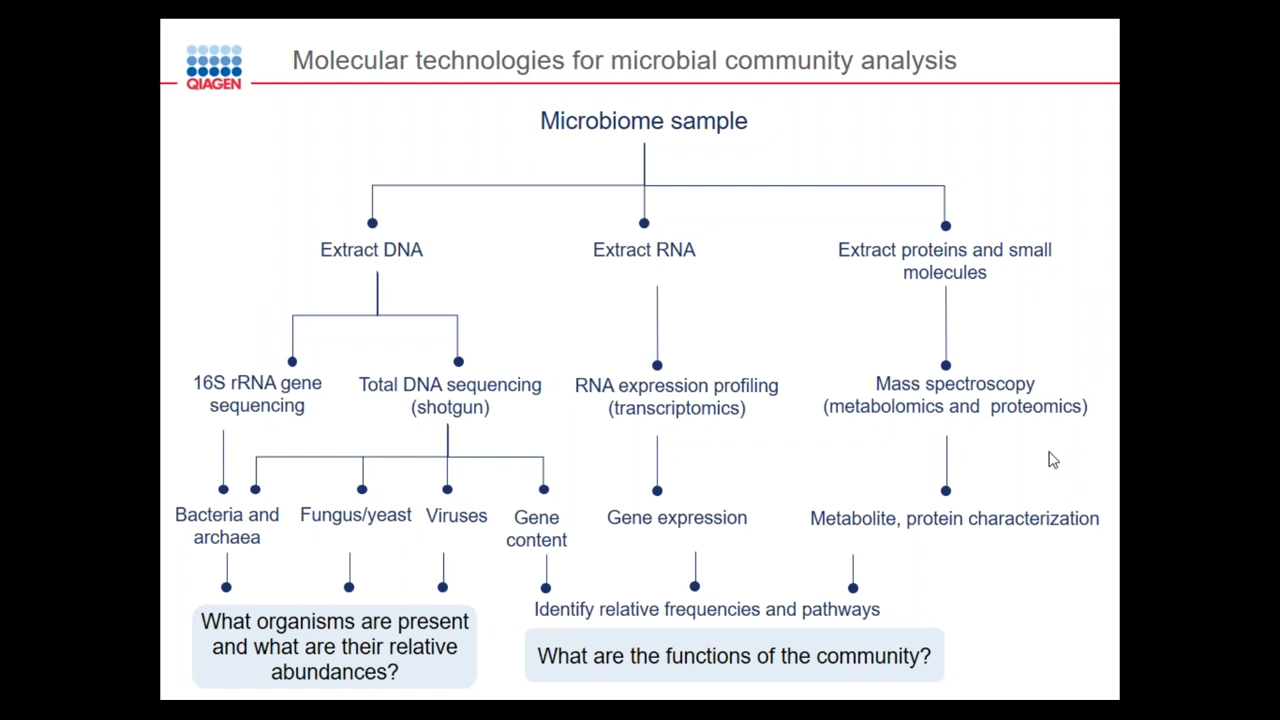 QIAGEN
Molecular technologies for microbial community analysis
Microbiome sample
Extract DNA
Extract RNA
Extract proteins and small
molecules
16S rRNA gene
sequencing
Total DNA sequencing
(shotgun)
RNA expression profiling
(transcriptomics)
Mass spectroscopy
(metabolomics and proteomics)
Bacteria and
archaea
Fungus/yeast
Viruses
Gene
content
Gene expression
Metabolite, protein characterization
What organisms are present
and what are their relative
abundances?
Identify relative frequencies and pathways
What are the functions of the community?